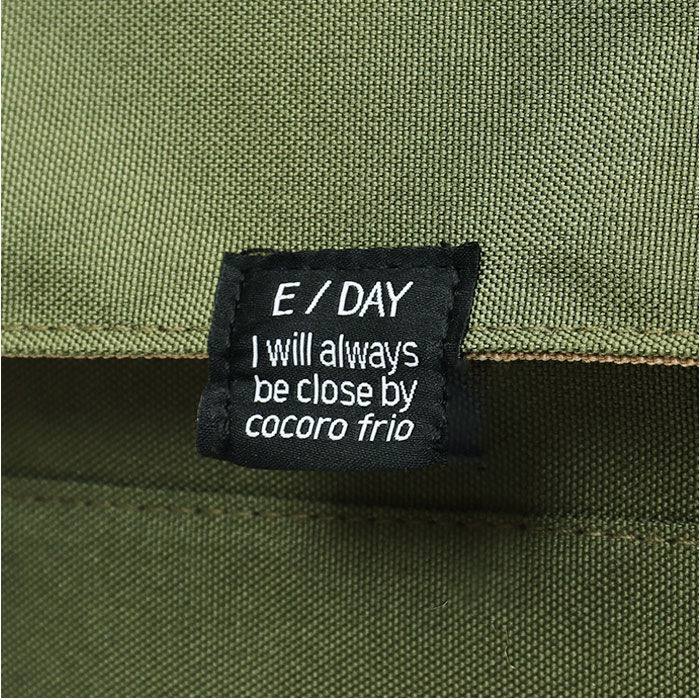 E / DAY
I will always
be close by
cocoro frio